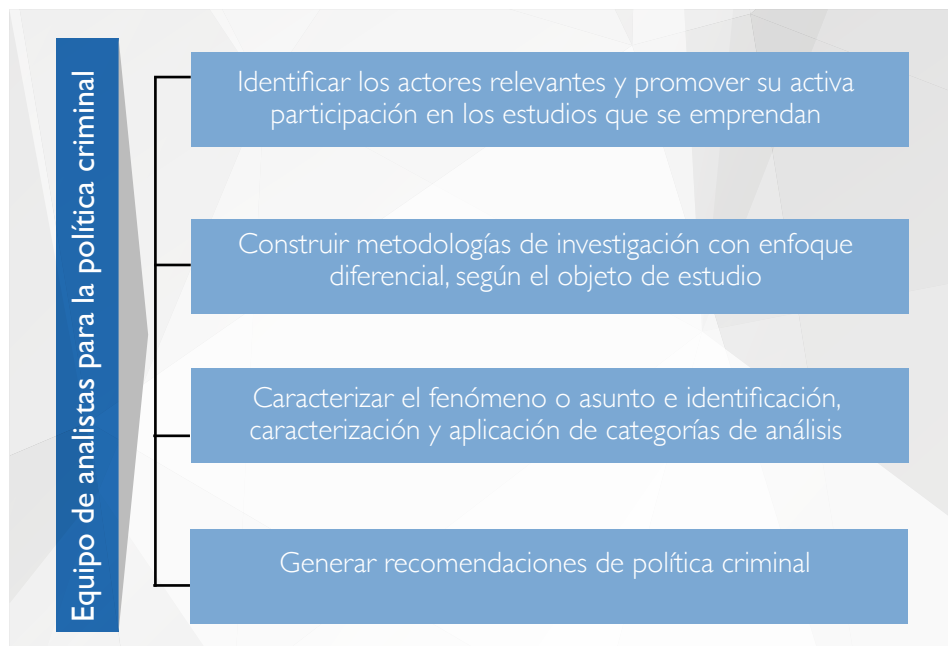 Equipo de analistas para la política criminal
Identificar los actores relevantes y promover su activa
participación en los estudios que se emprendan
Construir metodologías de investigación con enfoque
diferencial, según el objeto de estudio
Caracterizar el fenómeno o asunto e identificación,
caracterización y aplicación de categorías de análisis
Generar recomendaciones de política criminal